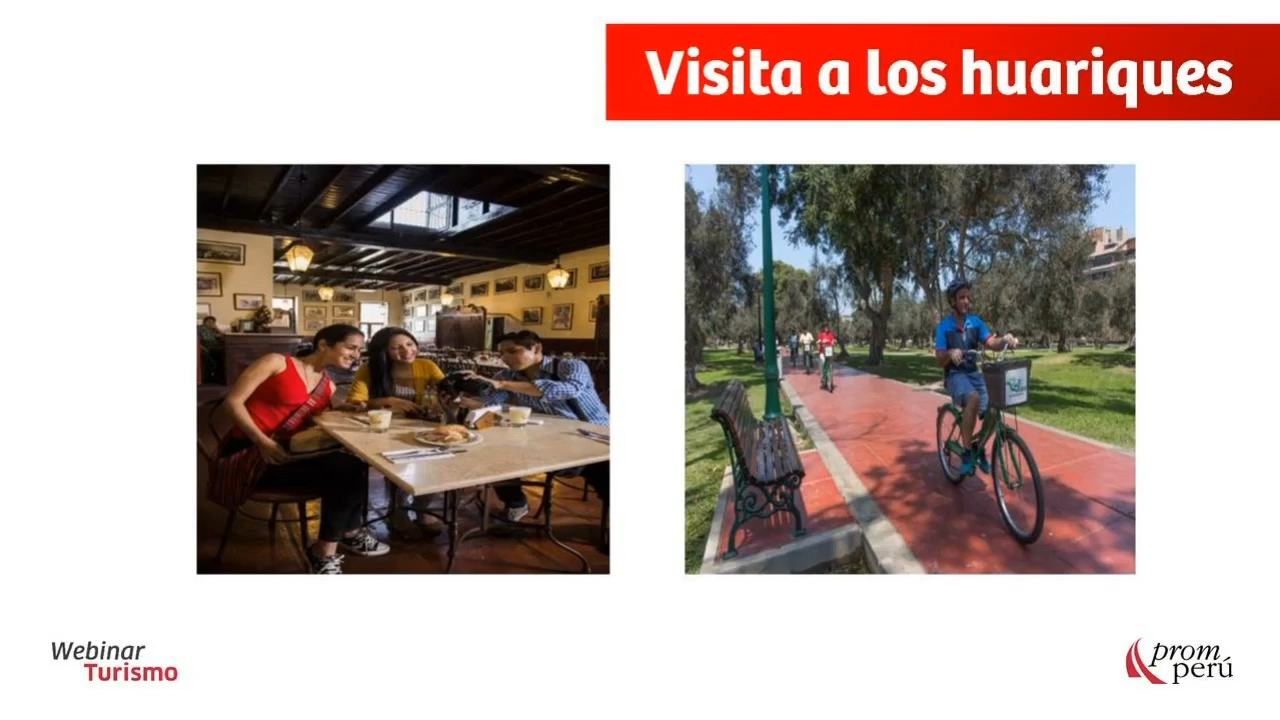 Visita a los huariques
Webinar
Turismo
prom
perú